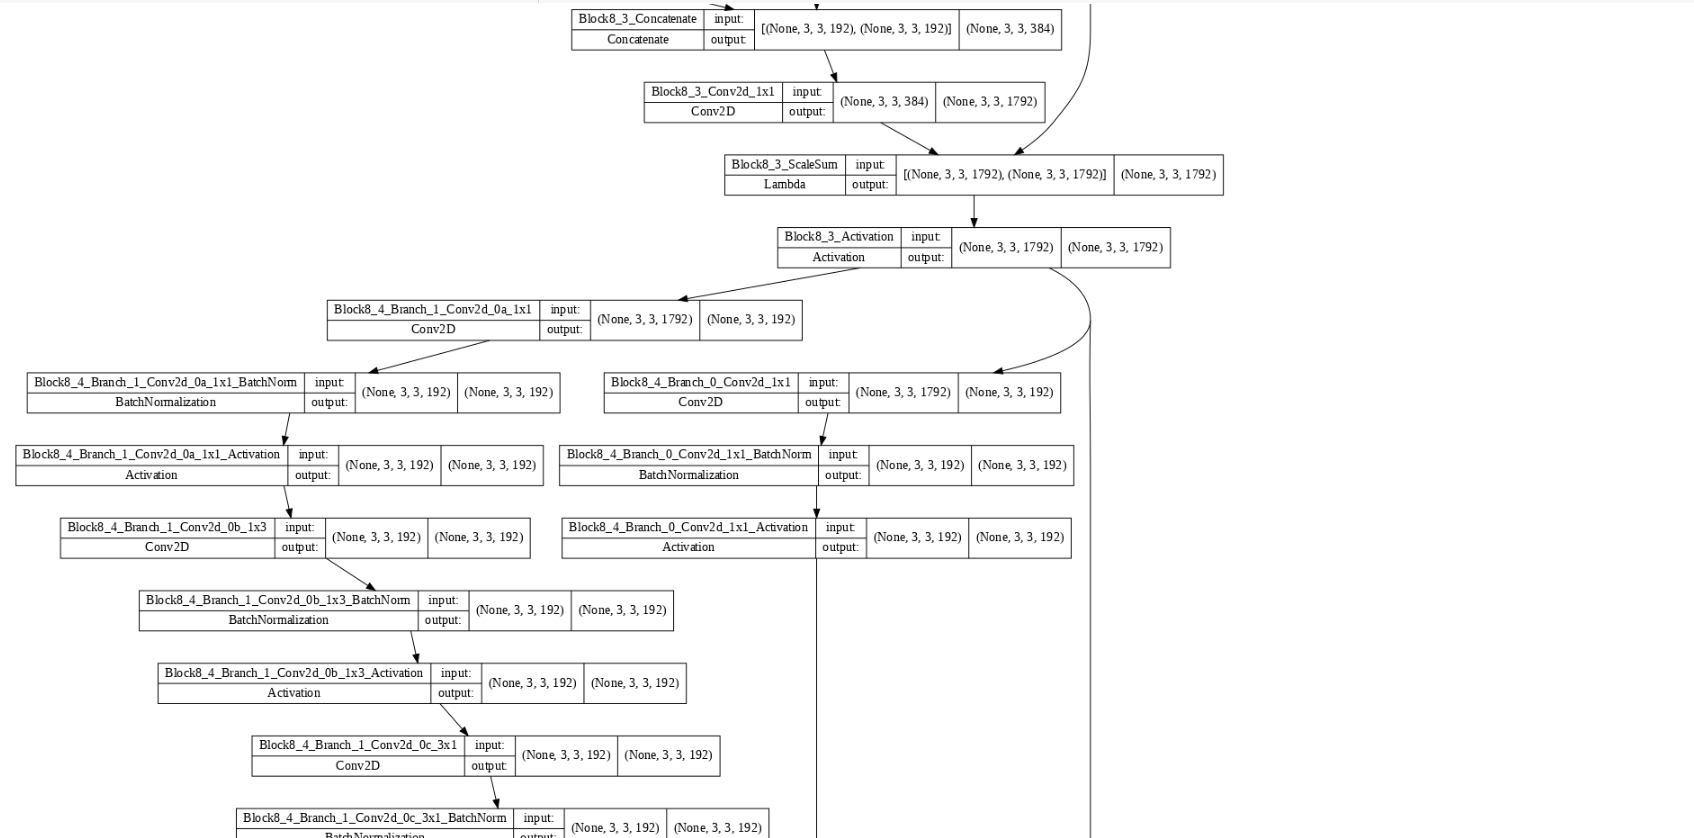 Block8_3_Concatenate input: [(None, 3, 3, 192), (None, 3, 3, 192)] (None, 3, 3, 384)
Concatenate output:
Block8_3_Conv2d_1x1 input: (None, 3, 3, 384) (None, 3, 3, 1792)
Conv2D output:
Block8_3_ScaleSum input: [(None, 3, 3, 1792), (None, 3, 3, 1792)] (None, 3, 3, 1792)
Lambda output:
Block8_3_Activation input: (None, 3, 3, 1792) (None, 3, 3, 1792)
Activation output:
Block8_4_Branch_1_Conv2d_0a_1x1 input: (None, 3, 3, 1792) (None, 3, 3, 192)
Conv2D output:
Block8_4_Branch_1_Conv2d_0a_1x1_BatchNorm input: (None, 3, 3, 192) (None, 3, 3, 192)
BatchNormalization output:
Block8_4_Branch_0_Conv2d_1x1 input: (None, 3, 3, 1792) (None, 3, 3, 192)
Conv2D output:
Block8_4_Branch_1_Conv2d_0a_1x1_Activation input: (None, 3, 3, 192) (None, 3, 3, 192)
Activation output:
Block8_4_Branch_0_Conv2d_1x1_BatchNorm input: (None, 3, 3, 192) (None, 3, 3, 192)
BatchNormalization output:
Block8_4_Branch_1_Conv2d_0b_1x3 input: (None, 3, 3, 192) (None, 3, 3, 192)
Conv2D output:
Block8_4_Branch_0_Conv2d_1x1_Activation input: (None, 3, 3, 192) (None, 3, 3, 192)
Activation output:
Block8_4_Branch_1_Conv2d_0b_1x3_BatchNorm input: (None, 3, 3, 192) (None, 3, 3, 192)
BatchNormalization output:
Block8_4_Branch_1_Conv2d_0b_1x3_Activation input: (None, 3, 3, 192) (None, 3, 3, 192)
Activation output:
Block8_4_Branch_1_Conv2d_0c_3x1 input: (None, 3, 3, 192) (None, 3, 3, 192)
Conv2D output:
Block8_4_Branch_1_Conv2d_0c_3x1_BatchNorm input: (None, 3, 3, 192) (None, 3, 3, 192)
BatchNormalization output: